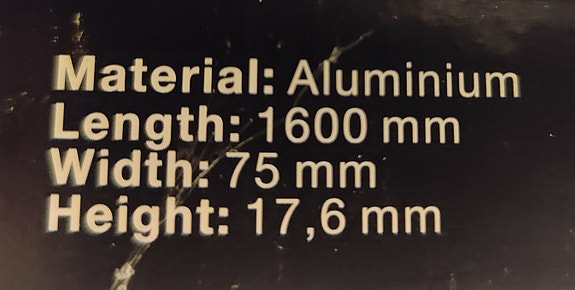 Material: Aluminium
Length: 1600 mm
Width: 75 mm
Height: 17,6 mm